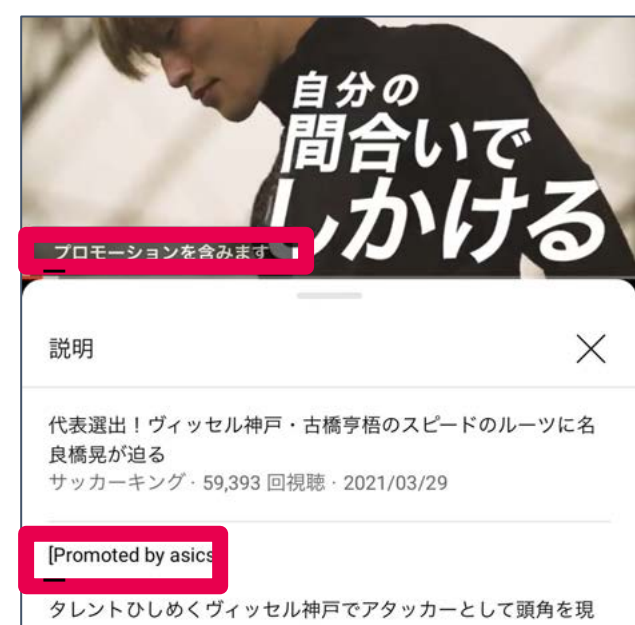 自分の
間合いで
しかける
プロモーションを含みます
説明
代表選出！ヴィッセル神戸・古橋亨梧のスピードのルーツに名
良橋晃が迫る
サッカーキング · 59,393 回視聴 · 2021/03/29
[Promoted by asics
タレントひしめくヴィッセル神戸でアタッカーとして頭角を現